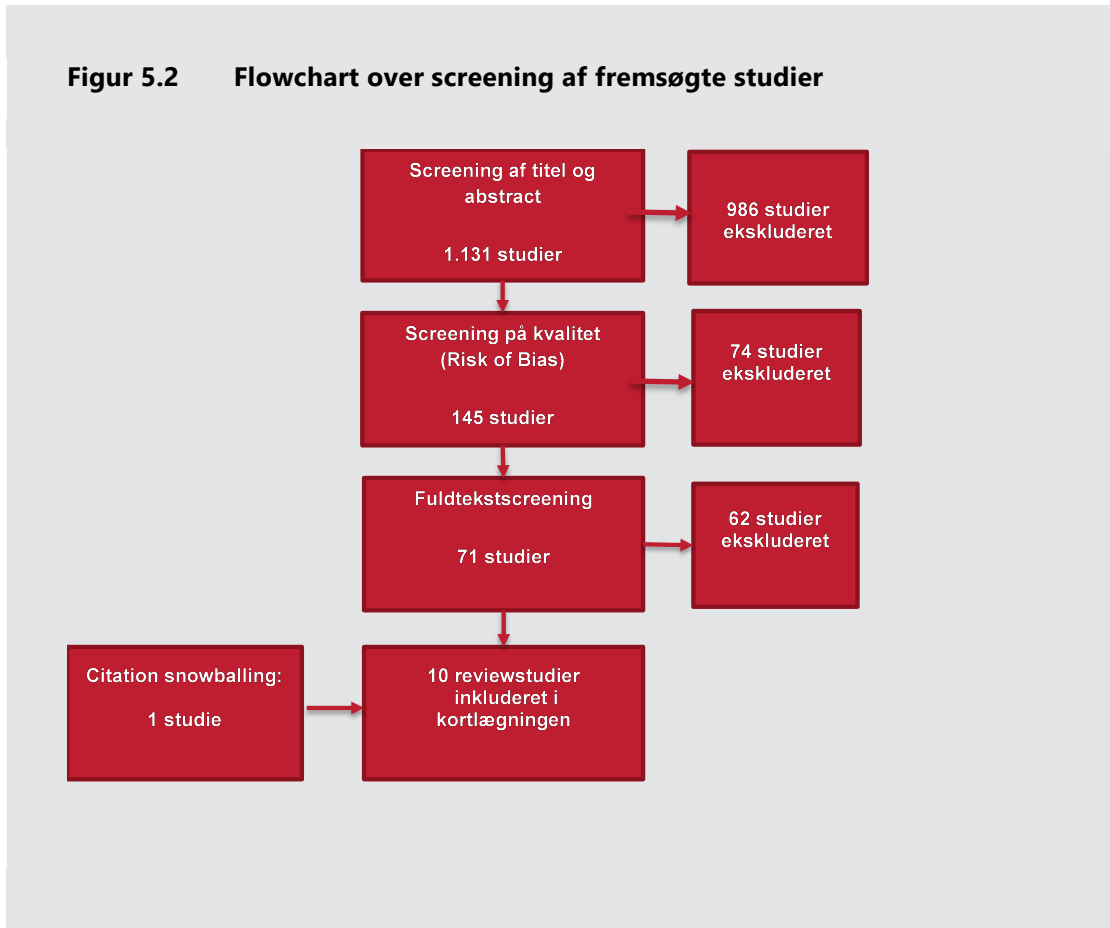 Figur 5.2 Flowchart over screening af fremsøgte studier
Screening af titel og
abstract
1.131 studier
986 studier
ekskluderet
Screening på kvalitet
(Risk of Bias)
145 studier
74 studier
ekskluderet
Fuldtekstscreening
71 studier
62 studier
ekskluderet
Citation snowballing:
1 studie
10 reviewstudier
inkluderet i
kortlægningen